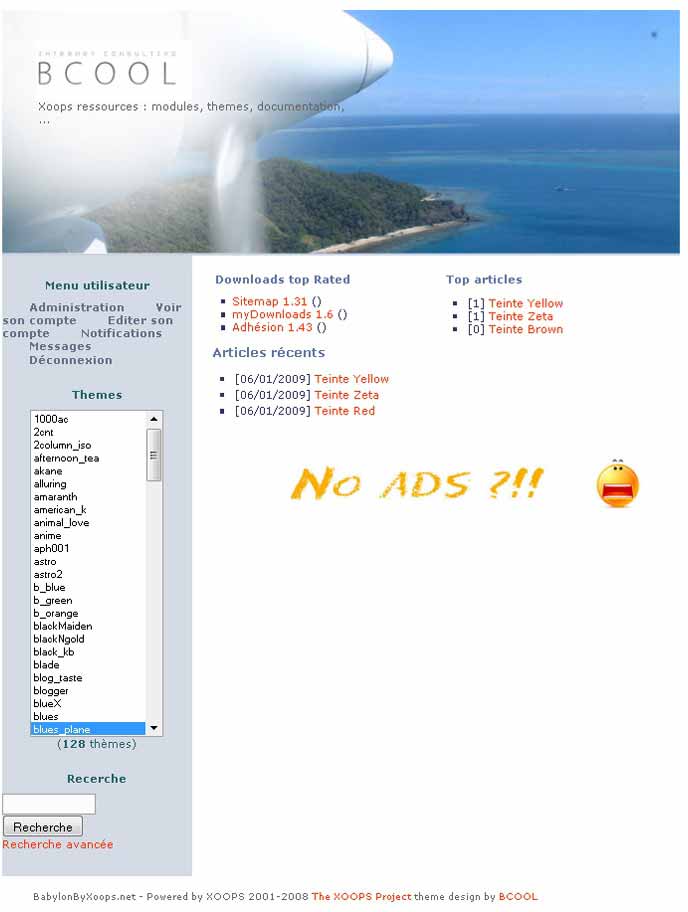 INTERNET CONSULTING
BCOOL
Xoops ressources : modules, themes, documentation,
...
Menu utilisateur
Administration Voir
son compte Editer son
compte Notifications
Messages
Déconnexion
Themes
1000ac
2cnt
2column_iso
afternoon_tea
akane
alluring
amaranth
american_k
animal_love
anime
aph001
astro
astro2
b_blue
b_green
b_orange
blackMaiden
blackNgold
black_kb
blade
blog_taste
blogger
blueX
blues
blues_plane
(128 thèmes)
Recerche
Recherche
Recherche avancée
Downloads top Rated
Sitemap 1.31 ()
myDownloads 1.6 ()
Adhésion 1.43 ()
Top articles
[1] Teinte Yellow
[1] Teinte Zeta
[0] Teinte Brown
Articles récents
[06/01/2009] Teinte Yellow
[06/01/2009] Teinte Zeta
[06/01/2009] Teinte Red
No ADS ?!!
BabylonByXoops.net - Powered by XOOPS 2001-2008 The XOOPS Project theme design by BCOOL